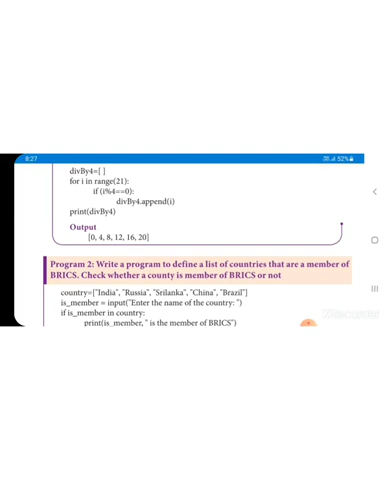 8:27
52%
divBy4=[ ]
for i in range(21):
if (i%4==0):
divBy4.append(i)
print(divBy4)
Output
[0, 4, 8, 12, 16, 20]
Program 2: Write a program to define a list of countries that are a member of
BRICS. Check whether a county is member of BRICS or not
country=["India", "Russia", "Srilanka", "China", "Brazil"]
is_member = input("Enter the name of the country: ")
if is_member in country:
print(is_member, " is the member of BRICS")